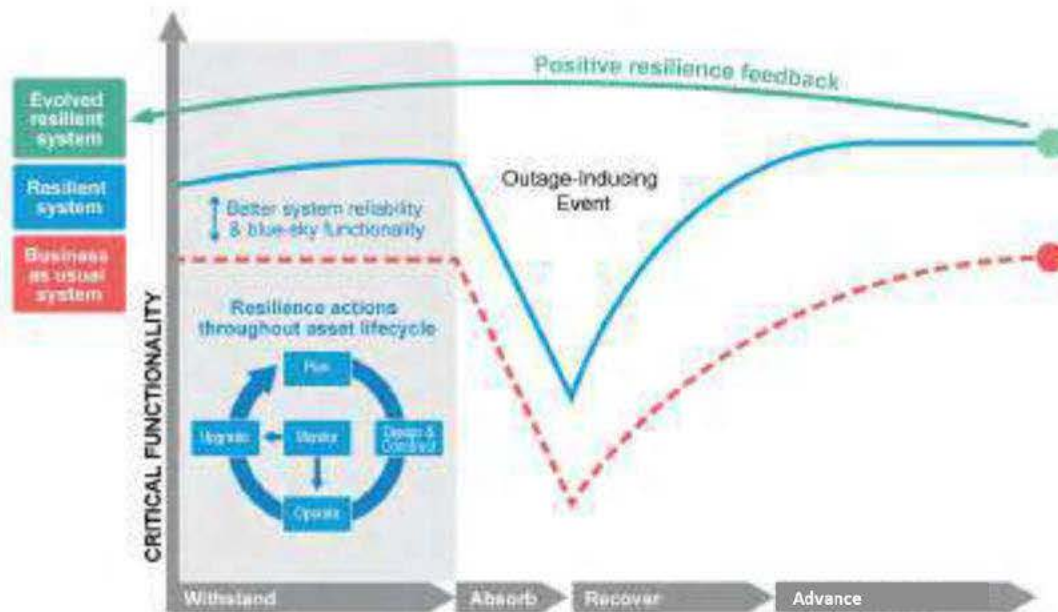 Positive resilience feedback
Evolved
resilient
system
Resilient
system
Business
as usual
system
Outage-Inducing
Event
Better system reliability
& blue-sky functionality
Resilience actions
throughout asset lifecycle
Plan
Upgrade
Monitor
Design &
Construct
Operate
CRITICAL FUNCTIONALITY
Withstand
Absorb
Recover
Advance